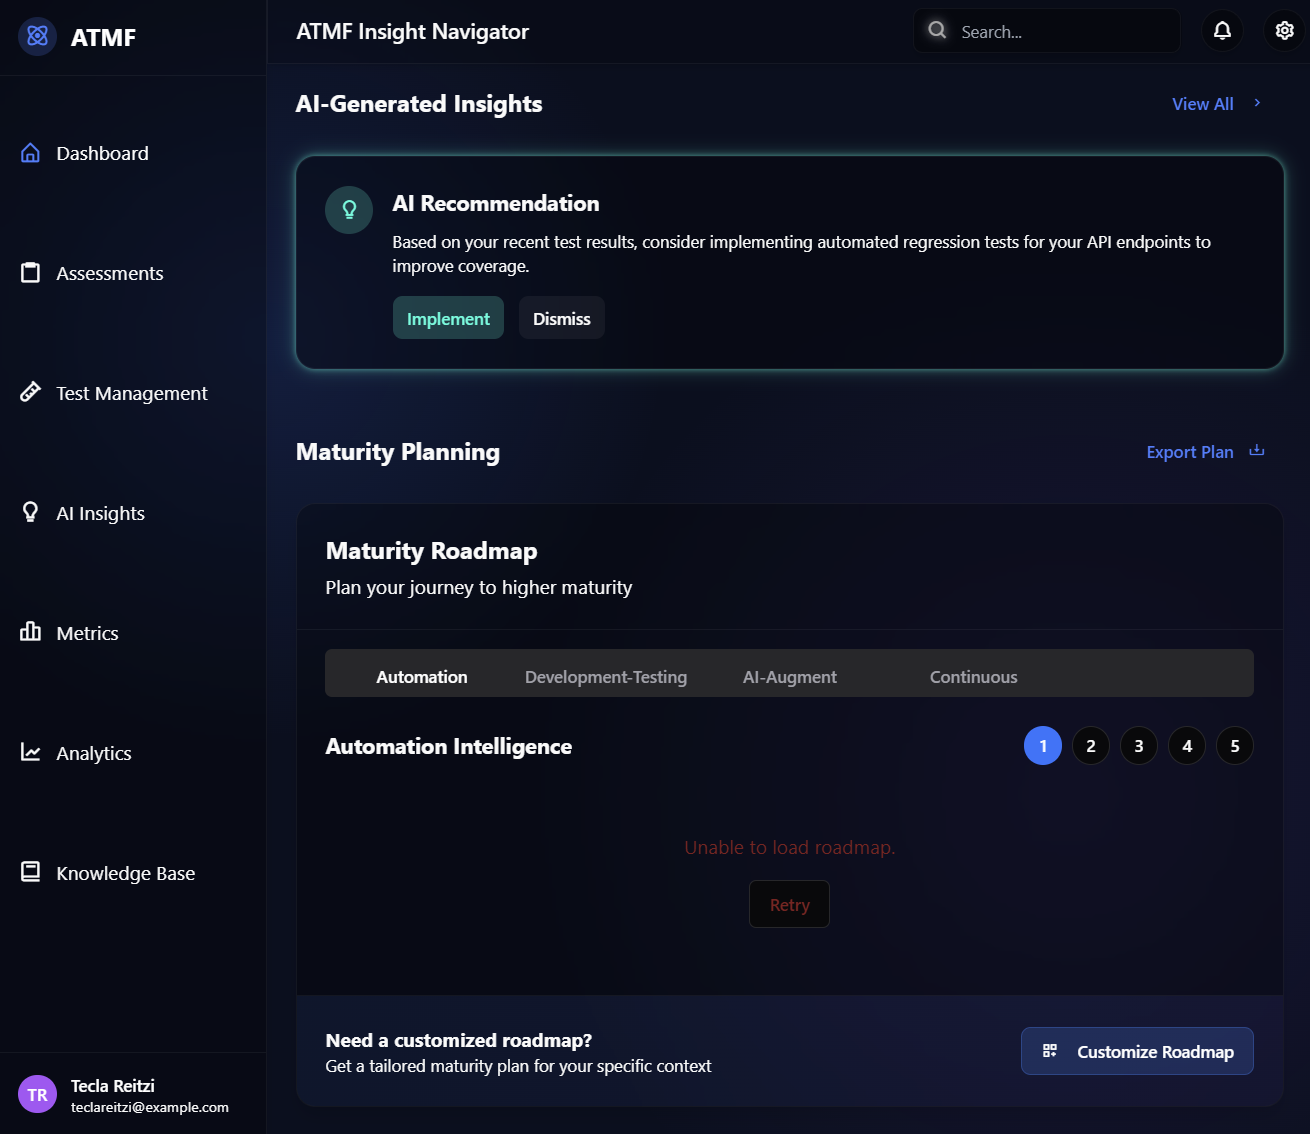 ATMF
Dashboard
Assessments
Test Management
AI Insights
Metrics
Analytics
Knowledge Base
TR
Tecla Reitzi
teclareitzi@example.com
ATMF Insight Navigator
Search...
AI-Generated Insights
View All
AI Recommendation
Based on your recent test results, consider implementing automated regression tests for your API endpoints to
improve coverage.
Implement
Dismiss
Maturity Planning
Export Plan
Maturity Roadmap
Plan your journey to higher maturity
Automation
Development-Testing
AI-Augment
Continuous
Automation Intelligence
1 2 3 4 5
Unable to load roadmap.
Retry
Need a customized roadmap?
Get a tailored maturity plan for your specific context
Customize Roadmap